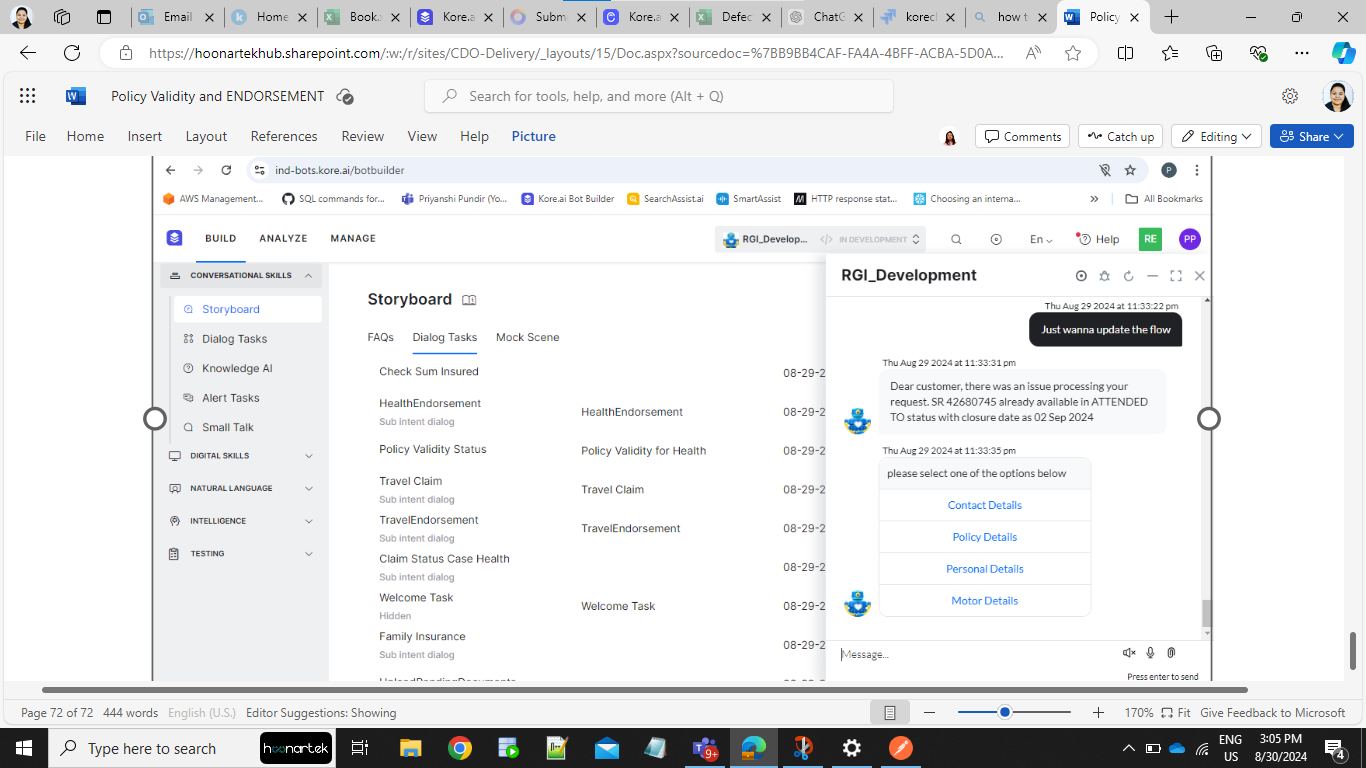 Email
Home
Book.x
Kore.a
Subm
Kore.a
Defec
ChatG
korecl
how t
Policy
https://hoonartekhub.sharepoint.com/:w:/r/sites/CDO-Delivery/_layouts/15/Doc.aspx?sourcedoc=%7BB9BB4CAF-FA4A-4BFF-ACBA-5D0A...
Policy Validity and ENDORSEMENT
Search for tools, help, and more (Alt + Q)
File Home Insert Layout References Review View Help Picture
Comments Catch up Editing Share
ind-bots.kore.ai/botbuilder
P
AWS Management... SQL commands for... Priyanshi Pundir (Yo... Kore.ai Bot Builder SearchAssist.ai SmartAssist HTTP response stat... Choosing an interna... » All Bookmarks
BUILD ANALYZE MANAGE
RGI_Develop... IN DEVELOPMENT
En Help RE PP
CONVERSATIONAL SKILLS
Storyboard
Dialog Tasks
Knowledge AI
Alert Tasks
Small Talk
DIGITAL SKILLS
NATURAL LANGUAGE
INTELLIGENCE
TESTING
Storyboard
FAQs Dialog Tasks Mock Scene
Check Sum Insured 08-29-2
HealthEndorsement HealthEndorsement 08-29-2
Sub intent dialog
Policy Validity Status Policy Validity for Health 08-29-2
Travel Claim Travel Claim 08-29-2
Sub intent dialog
TravelEndorsement TravelEndorsement 08-29-2
Sub intent dialog
Claim Status Case Health 08-29-2
Sub intent dialog
Welcome Task Welcome Task 08-29-2
Hidden
Family Insurance 08-29-2
Sub intent dialog
RGI_Development
Thu Aug 29 2024 at 11:33:22 pm
Just wanna update the flow
Thu Aug 29 2024 at 11:33:31 pm
Dear customer, there was an issue processing your
request. SR 42680745 already available in ATTENDED
TO status with closure date as 02 Sep 2024
Thu Aug 29 2024 at 11:33:35 pm
please select one of the options below
Contact Details
Policy Details
Personal Details
Motor Details
Message...
Press enter to send
Page 72 of 72 444 words English (U.S.) Editor Suggestions: Showing
170% Fit Give Feedback to Microsoft
Type here to search
hoonartek
9+
ENG
US
3:05 PM
8/30/2024
4